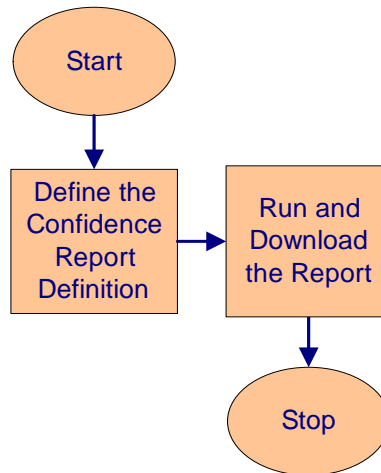 Start
Define the
Confidence
Report
Definition
Run and
Download
the Report
Stop